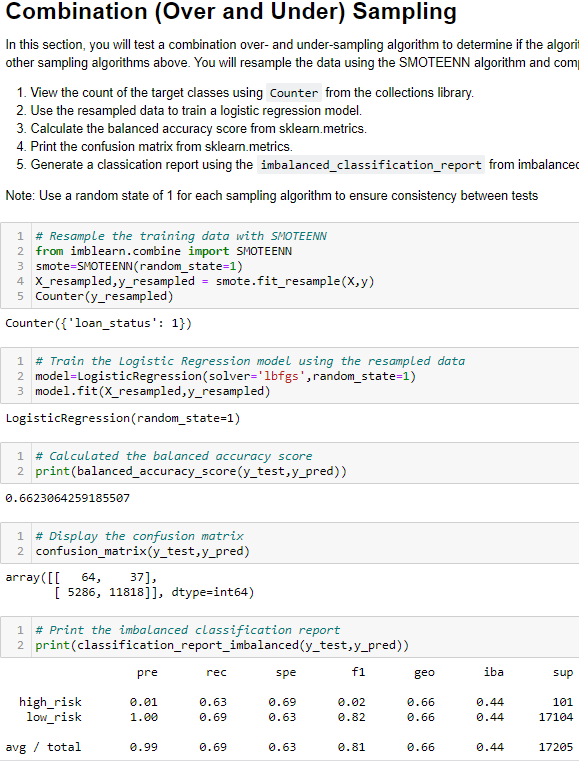 Combination (Over and Under) Sampling
In this section, you will test a combination over- and under-sampling algorithm to determine if the
other sampling algorithms above. You will resample the data using the SMOTEENN algorithm and
1. View the count of the target classes using Counter from the collections library.
2. Use the resampled data to train a logistic regression model.
3. Calculate the balanced accuracy score from sklearn.metrics.
4. Print the confusion matrix from sklearn.metrics.
5. Generate a classication report using the imbalanced_classification_report from
Note: Use a random state of 1 for each sampling algorithm to ensure consistency between tests
1 # Resample the training data with SMOTEENN
2 from imblearn.combine import SMOTEENN
3 smote=SMOTEENN(random_state=1)
4 X_resampled,y_resampled = smote.fit_resample(X,y)
5 Counter(y_resampled)
Counter({'loan_status': 1})
1 # Train the Logistic Regression model using the resampled data
2 model=LogisticRegression(solver='lbfgs',random_state=1)
3 model.fit(X_resampled,y_resampled)
LogisticRegression(random_state=1)
1 # Calculated the balanced accuracy score
2 print(balanced_accuracy_score(y_test,y_pred))
0.6623064259185507
1 # Display the confusion matrix
2 confusion_matrix(y_test,y_pred)
array([[ 64, 37],
[ 5286, 11818]], dtype=int64)
1 # Print the imbalanced classification report
2 print(classification_report_imbalanced(y_test,y_pred))
pre rec spe f1 geo iba sup
high_risk 0.01 0.63 0.69 0.02 0.66 0.44 101
low_risk 1.00 0.69 0.63 0.82 0.66 0.44 17104
avg / total 0.99 0.69 0.63 0.81 0.66 0.44 17205